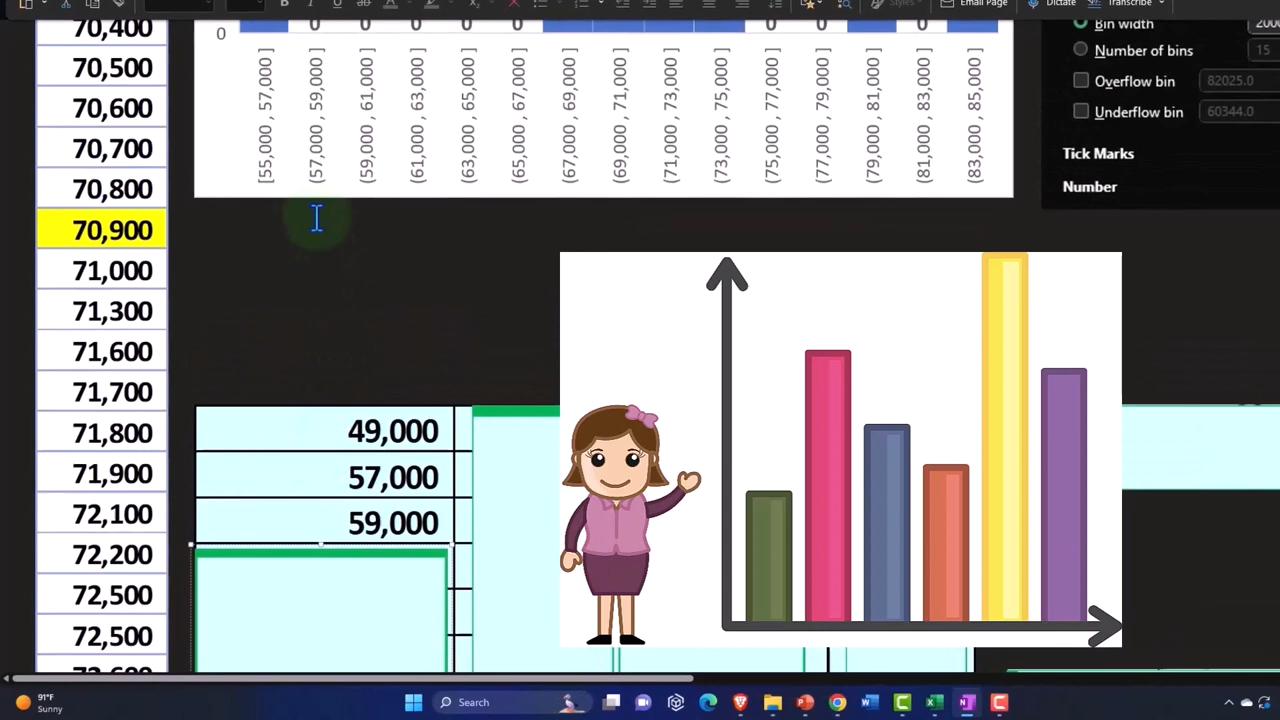 Styles
Email Page
Dictate
Transcribe
70,400
70,500
70,600
70,700
70,800
70,900
71,000
71,300
71,600
71,700
71,800
71,900
72,100
72,200
72,500
72,500
0
0 0 0 0 0 0 0 0
[55,000 , 57,000 ]
(57,000 , 59,000 ]
(59,000 , 61,000 ]
(61,000 , 63,000 ]
(63,000 , 65,000 ]
(65,000 , 67,000 ]
(67,000 , 69,000 ]
(69,000 , 71,000 ]
(71,000 , 73,000 ]
(73,000 , 75,000 ]
(75,000 , 77,000 ]
(77,000 , 79,000 ]
(79,000 , 81,000 ]
(81,000 , 83,000 ]
(83,000 , 85,000 ]
Bin width
Number of bins 15
Overflow bin 82025.0
Underflow bin 60344.0
Tick Marks
Number
49,000
57,000
59,000
91°F
Sunny
Search